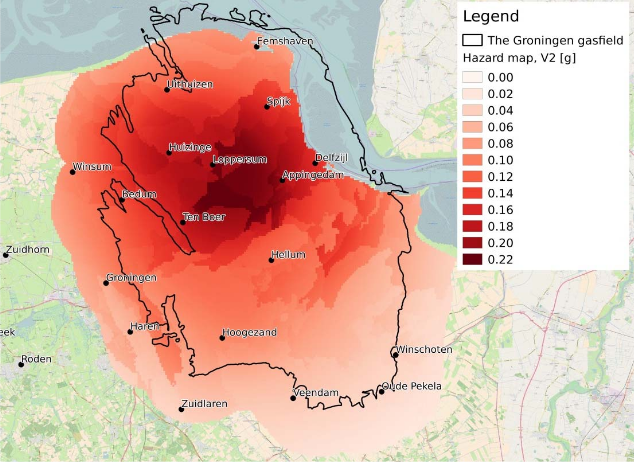 Legend
The Groningen gasfield
Hazard map, V2 [g]
0.00
0.02
0.04
0.06
0.08
0.10
0.12
0.14
0.16
0.18
0.20
0.22
Eemshaven
Uithuizen
Spijk
Huizinge
Loppersum
Delfzijl
Winsum
Appingedam
Bedum
Ten Boer
Zuidhorn
Hellum
Groningen
Haren
Hoogezand
eek
Roden
Winschoten
Oude Pekela
Veendam
Zuidlaren